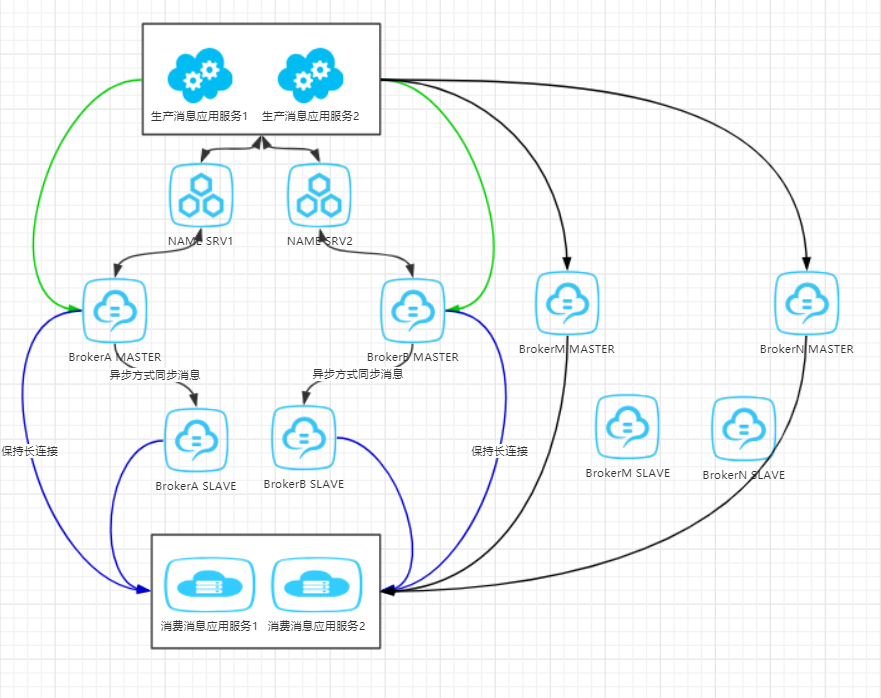 生产消息应用服务1
生产消息应用服务2
NAME SRV1
NAME SRV2
BrokerA MASTER
BrokerB MASTER
BrokerM MASTER
BrokerN MASTER
异步方式同步消息
异步方式同步消息
保持长连接
保持长连接
BrokerA SLAVE
BrokerB SLAVE
BrokerM SLAVE
BrokerN SLAVE
消费消息应用服务1
消费消息应用服务2